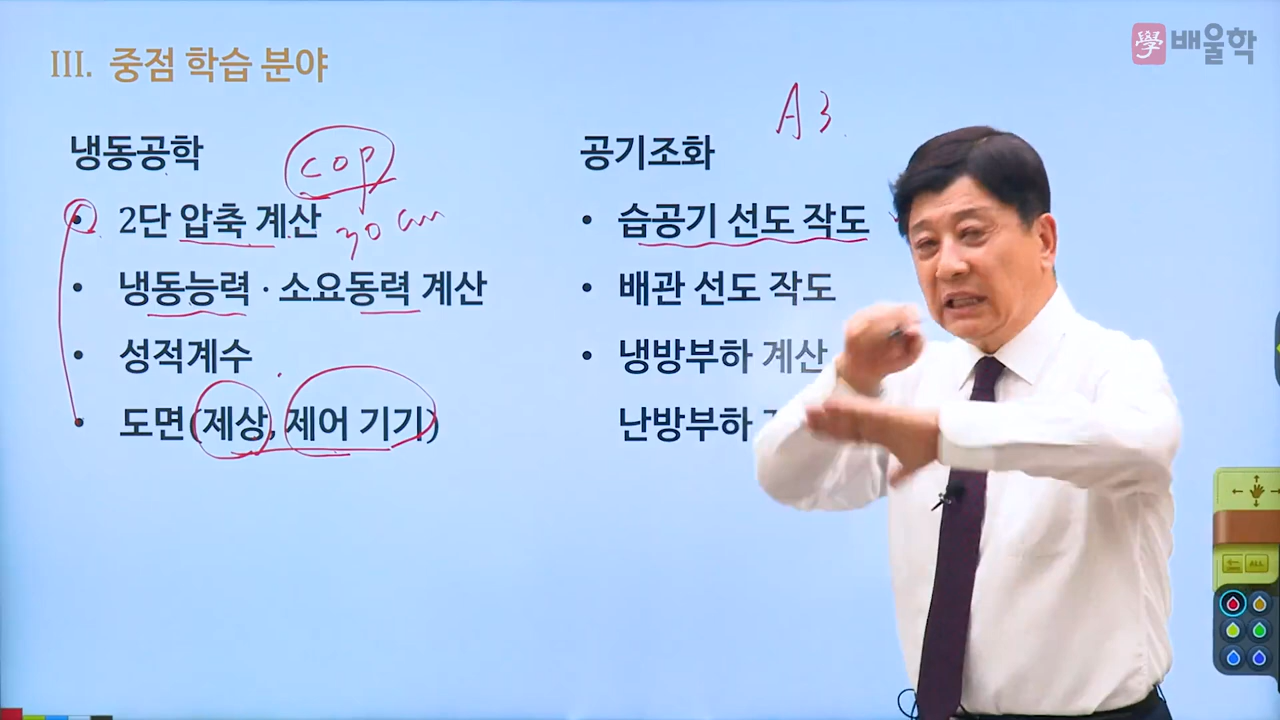 III. 중점 학습 분야
學 배울학
냉동공학
cop
• 2단 압축 계산
30 cm
• 냉동능력 · 소요동력 계산
• 성적계수
• 도면(제상, 제어 기기)
공기조화
A3
• 습공기 선도 작도
• 배관 선도 작도
• 냉방부하 계산
난방부하
ALL